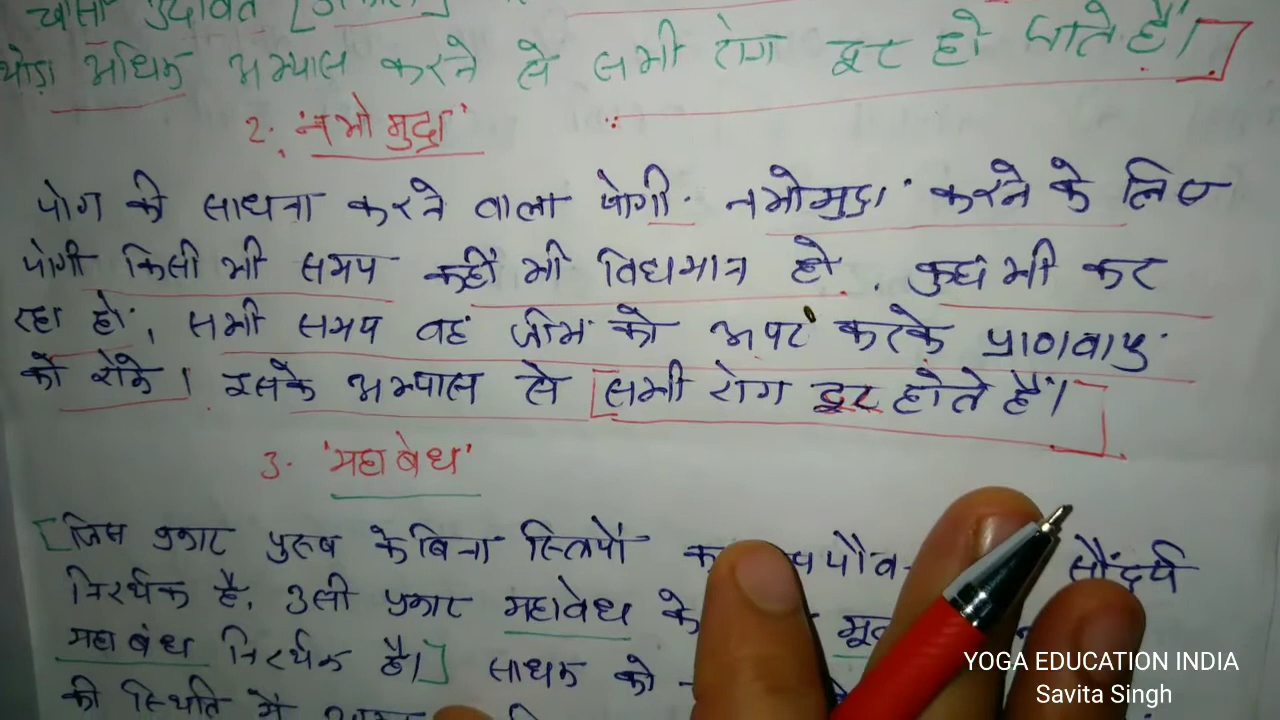 थोड़ा अधिक अभ्यास करने से सभी रोग दूर हो जाते हैं।]
2. 'नभो मुद्रा'
योग की साधना करने वाला योगी. नभोमुद्रा करने के लिए
योगी किसी भी समय कहीं भी विद्यमान हो, कुछ भी कर
रहा हो, सभी समय वह जीभ को ऊपर करके प्राणवायु
को रोके। इसके अभ्यास से [सभी रोग दूर होते हैं।]
3. 'महाबेध'
[जिस प्रकार पुरुष के बिना स्त्रियों सौंदर्य
निरर्थक है, उसी प्रकार महावेध के
महाबंध निरर्थक है।] साधक को
की स्थिति में
YOGA EDUCATION INDIA
Savita Singh